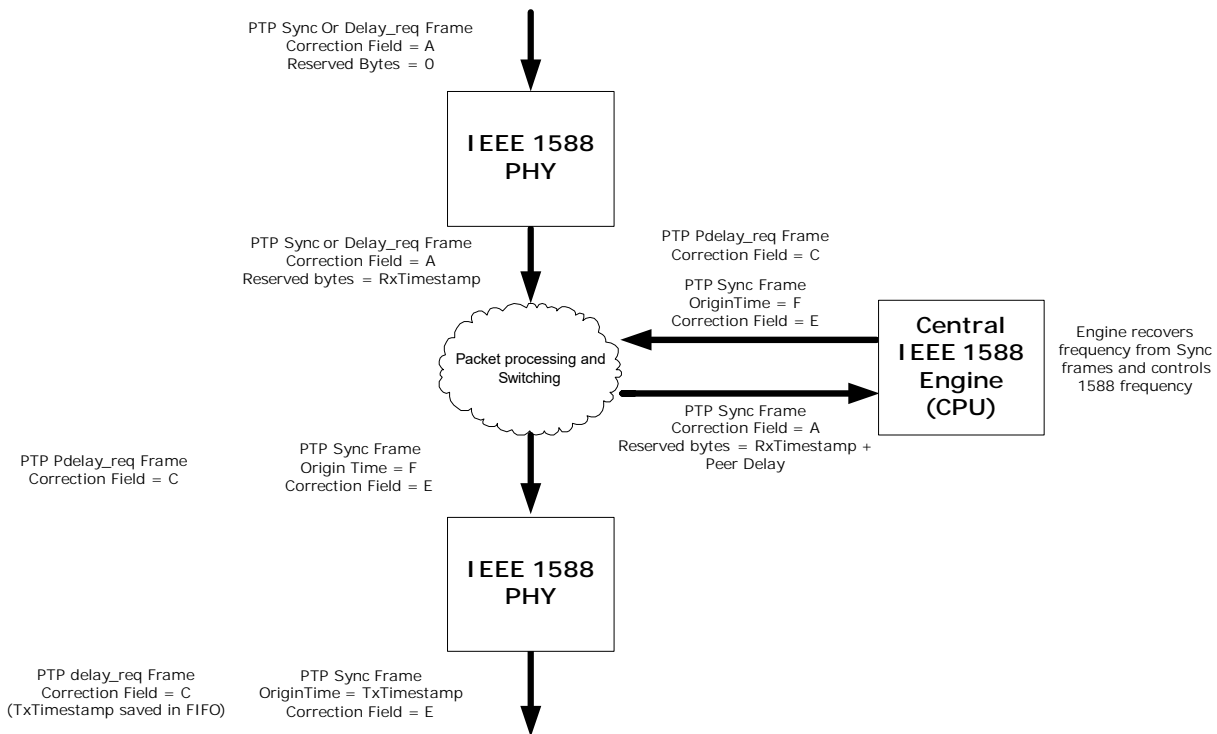 PTP Sync Or Delay_req Frame
Correction Field = A
Reserved Bytes = 0
IEEE 1588
PHY
PTP Sync or Delay_req Frame
Correction Field = A
Reserved bytes = RxTimestamp
PTP Pdelay_req Frame
Correction Field = C
PTP Sync Frame
OriginTime = F
Correction Field = E
Packet processing and
Switching
Central
IEEE 1588
Engine
(CPU)
Engine recovers
frequency from Sync
frames and controls
1588 frequency
PTP Sync Frame
Correction Field = A
Reserved bytes = RxTimestamp +
Peer Delay
PTP Pdelay_req Frame
Correction Field = C
PTP Sync Frame
Origin Time = F
Correction Field = E
IEEE 1588
PHY
PTP delay_req Frame
Correction Field = C
(TxTimestamp saved in FIFO)
PTP Sync Frame
OriginTime = TxTimestamp
Correction Field = E